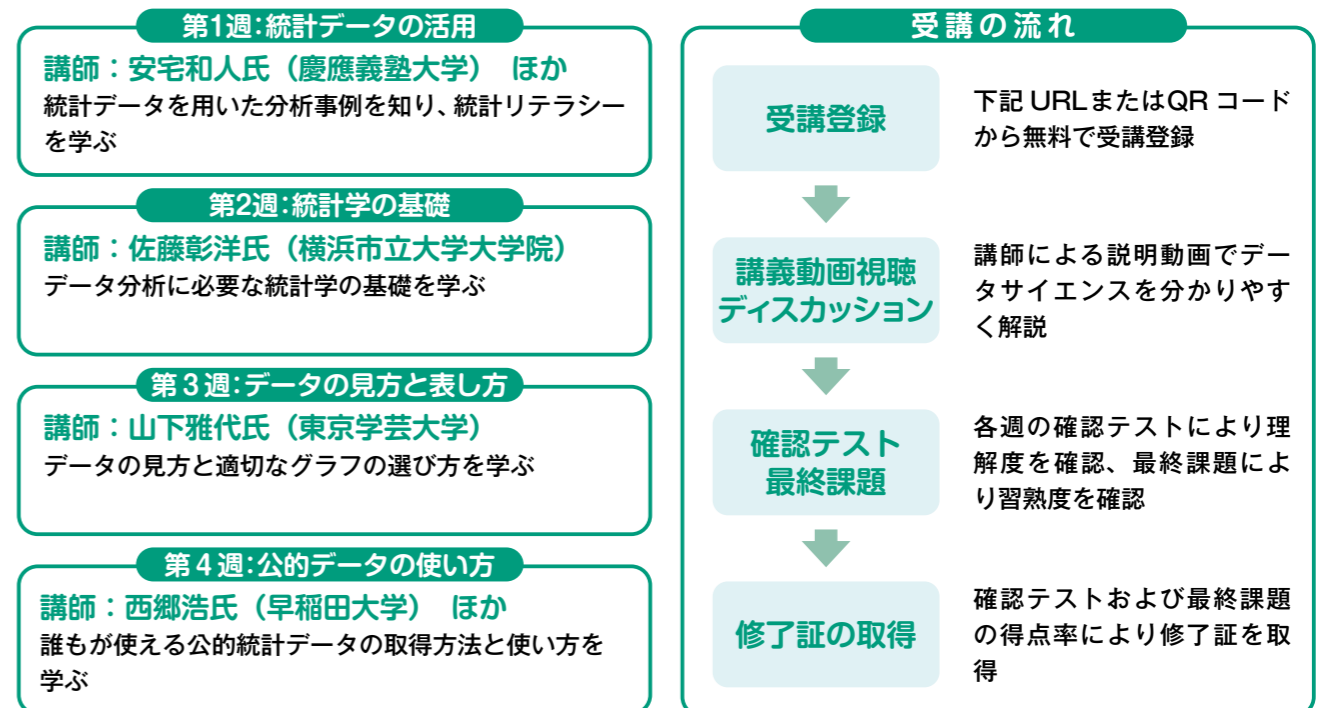 第1週:統計データの活用
講師：安宅和人氏（慶應義塾大学）　ほか
統計データを用いた分析事例を知り、統計リテラシー
を学ぶ
第2週:統計学の基礎
講師：佐藤彰洋氏（横浜市立大学大学院）
データ分析に必要な統計学の基礎を学ぶ
第３週:データの見方と表し方
講師：山下雅代氏（東京学芸大学）
データの見方と適切なグラフの選び方を学ぶ
第４週:公的データの使い方
講師：西郷浩氏（早稲田大学）　ほか
誰もが使える公的統計データの取得方法と使い方を
学ぶ
受講の流れ
受講登録
下記 URLまたはQR コード
から無料で受講登録
講義動画視聴
ディスカッション
講師による説明動画でデー
タサイエンスを分かりやす
く解説
確認テスト
最終課題
各週の確認テストにより理
解度を確認、最終課題によ
り習熟度を確認
修了証の取得
確認テストおよび最終課題
の得点率により修了証を取
得